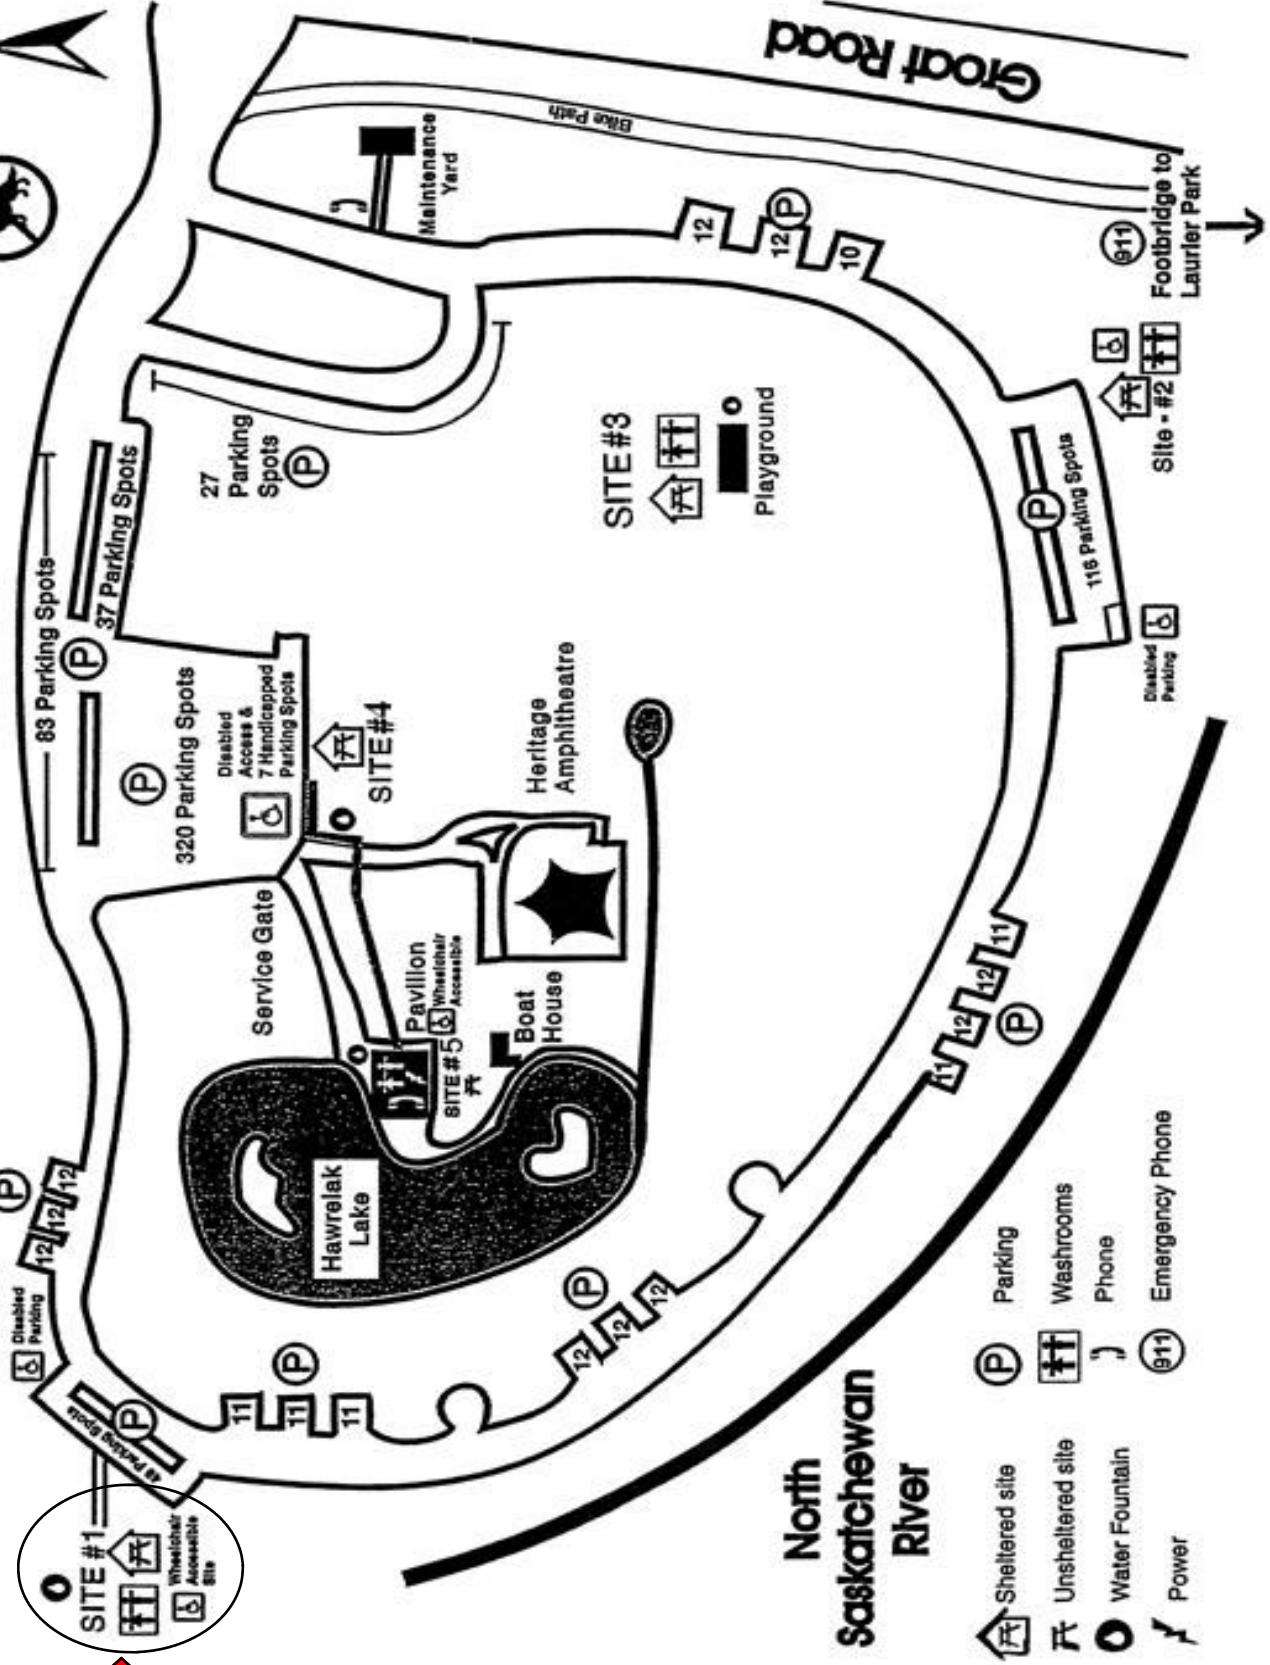 Groat Road
Bike Path
Maintenance
Yard
12
12
P
10
911
Footbridge to
Laurier Park
Site - #2
P
116 Parking Spots
Disabled
Parking
27
Parking
Spots
P
83 Parking Spots
37 Parking Spots
P
P
320 Parking Spots
Disabled
Access &
7 Handicapped
Parking Spots
SITE#3
Playground
SITE#4
Heritage
Amphitheatre
Service Gate
Pavilion
Wheelchair
Accessible
SITE#5
Boat
House
Hawrelak
Lake
11
12
12
11
P
P
12
12
12
Disabled
Parking
P
48 Parking Spots
11
11
11
P
12
12
12
P
SITE #1
Wheelchair
Accessible
Site
North
Saskatchewan
River
Sheltered site
Unsheltered site
Water Fountain
Power
P Parking
Washrooms
Phone
911 Emergency Phone